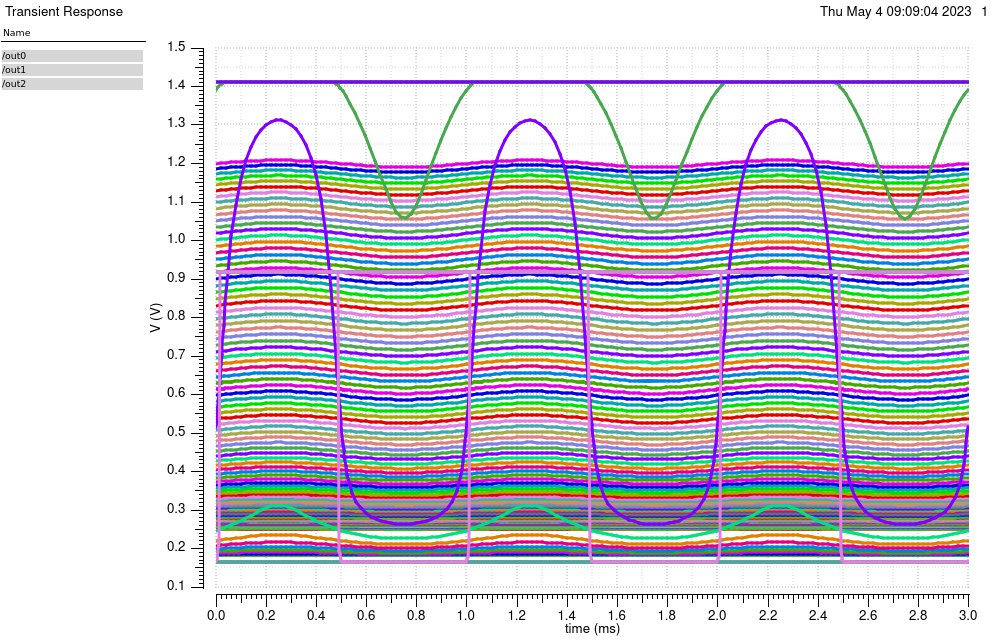 Transient Response
Thu May 4 09:09:04 2023 1
Name
/out0
/out1
/out2
1.5
1.4
1.3
1.2
1.1
1.0
0.9
0.8
0.7
0.6
0.5
0.4
0.3
0.2
0.1
V (V)
0.0 0.2 0.4 0.6 0.8 1.0 1.2 1.4 1.6 1.8 2.0 2.2 2.4 2.6 2.8 3.0
time (ms)